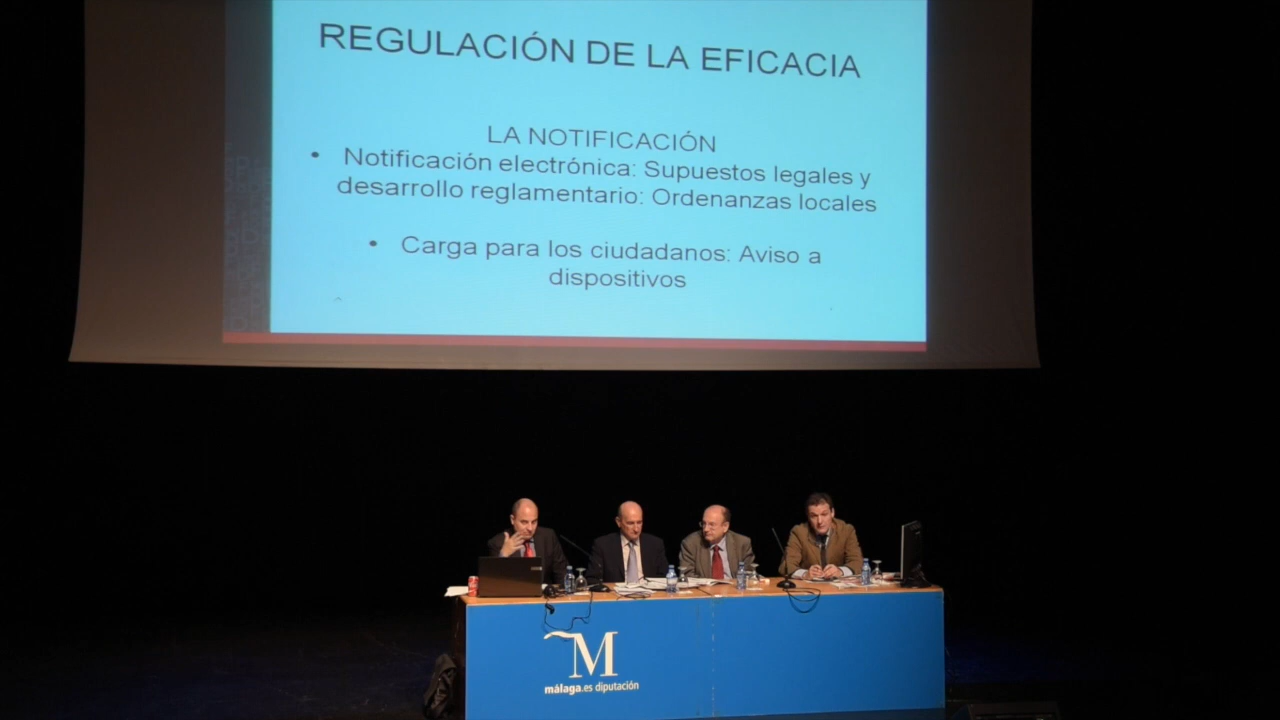 REGULACIÓN DE LA EFICACIA
LA NOTIFICACIÓN
• Notificación electrónica: Supuestos legales y
desarrollo reglamentario: Ordenanzas locales
• Carga para los ciudadanos: Aviso a
dispositivos
M
málaga.es diputación